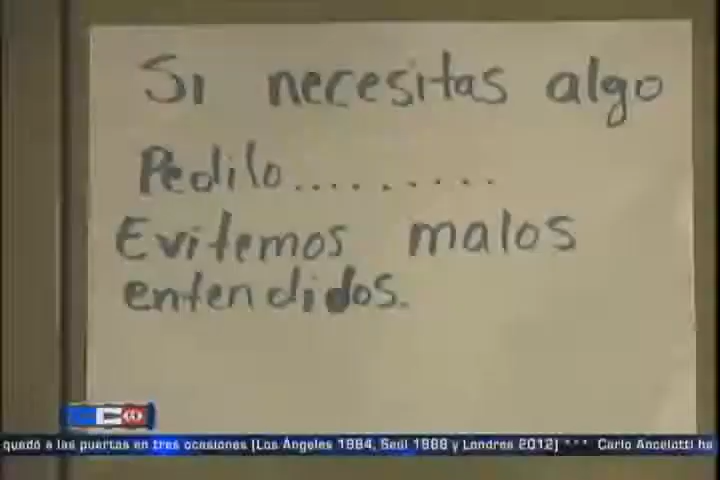 Si necesitas algo
Pedilo..........
Evitemos malos
entendidos.
quedó a las puertas en tres ocasiones (Los Ángeles 1984, Seúl 1988 y Londres 2012) *** Carlo Ancelotti ha